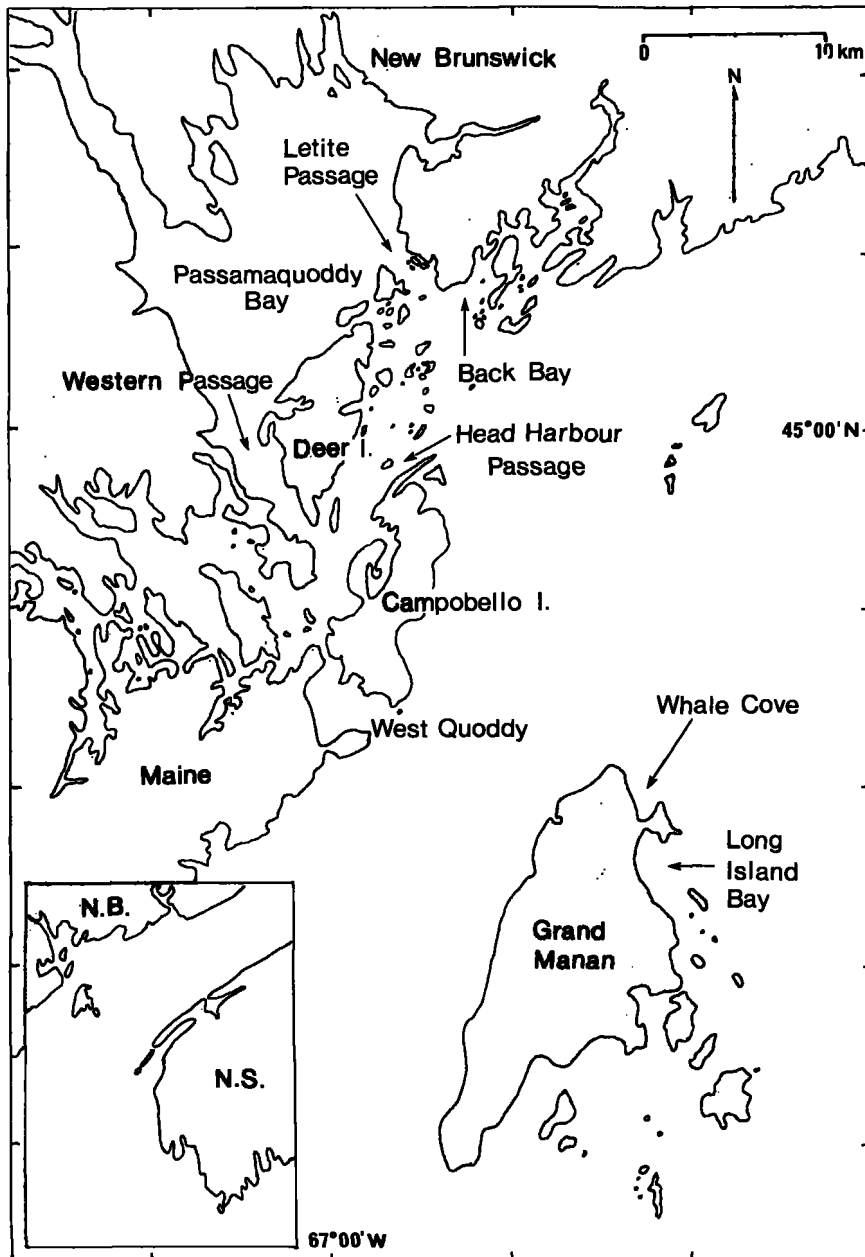 New Brunswick
0 10 km
N
Letite
Passage
Passamaquoddy
Bay
Western Passage
Back Bay
45°00' N
Deer I.
Head Harbour
Passage
Campobello I.
West Quoddy
Whale Cove
Maine
Long
Island
Bay
N.B.
Grand
Manan
N.S.
67°00' W